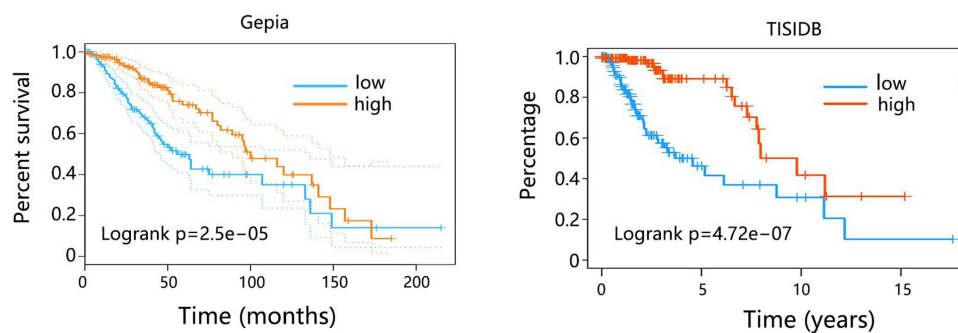 Gepia
Percent survival
1.0
0.8
0.6
0.4
0.2
0
low
high
Logrank p=2.5e−05
0 50 100 150 200
Time (months)
TISIDB
Percentage
1.0
0.8
0.6
0.4
0.2
0
low
high
Logrank p=4.72e−07
0 5 10 15
Time (years)